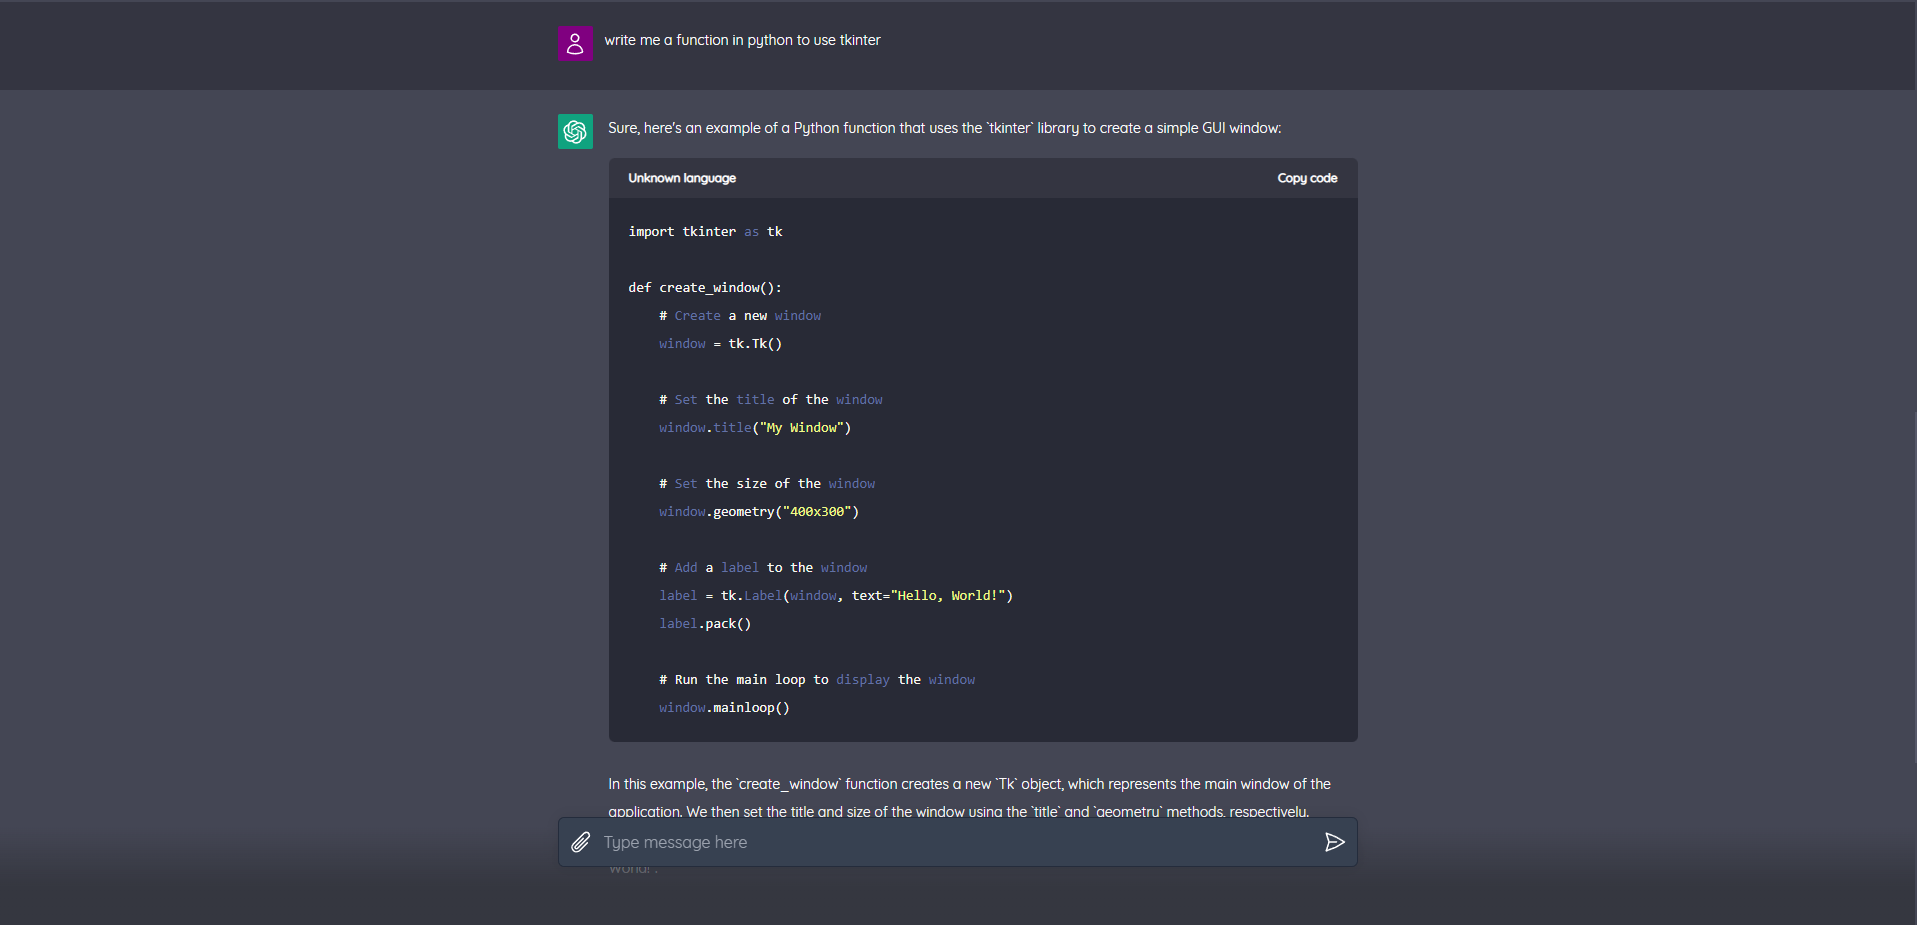 write me a function in python to use tkinter
Sure, here's an example of a Python function that uses the `tkinter` library to create a simple GUI window:
Unknown language
Copy code
import tkinter as tk
def create_window():
# Create a new window
window = tk.Tk()
# Set the title of the window
window.title("My Window")
# Set the size of the window
window.geometry("400x300")
# Add a label to the window
label = tk.Label(window, text="Hello, World!")
label.pack()
# Run the main loop to display the window
window.mainloop()
In this example, the `create_window` function creates a new `Tk` object, which represents the main window of the
application. We then set the title and size of the window using the `title` and `geometry` methods, respectively.
Type message here